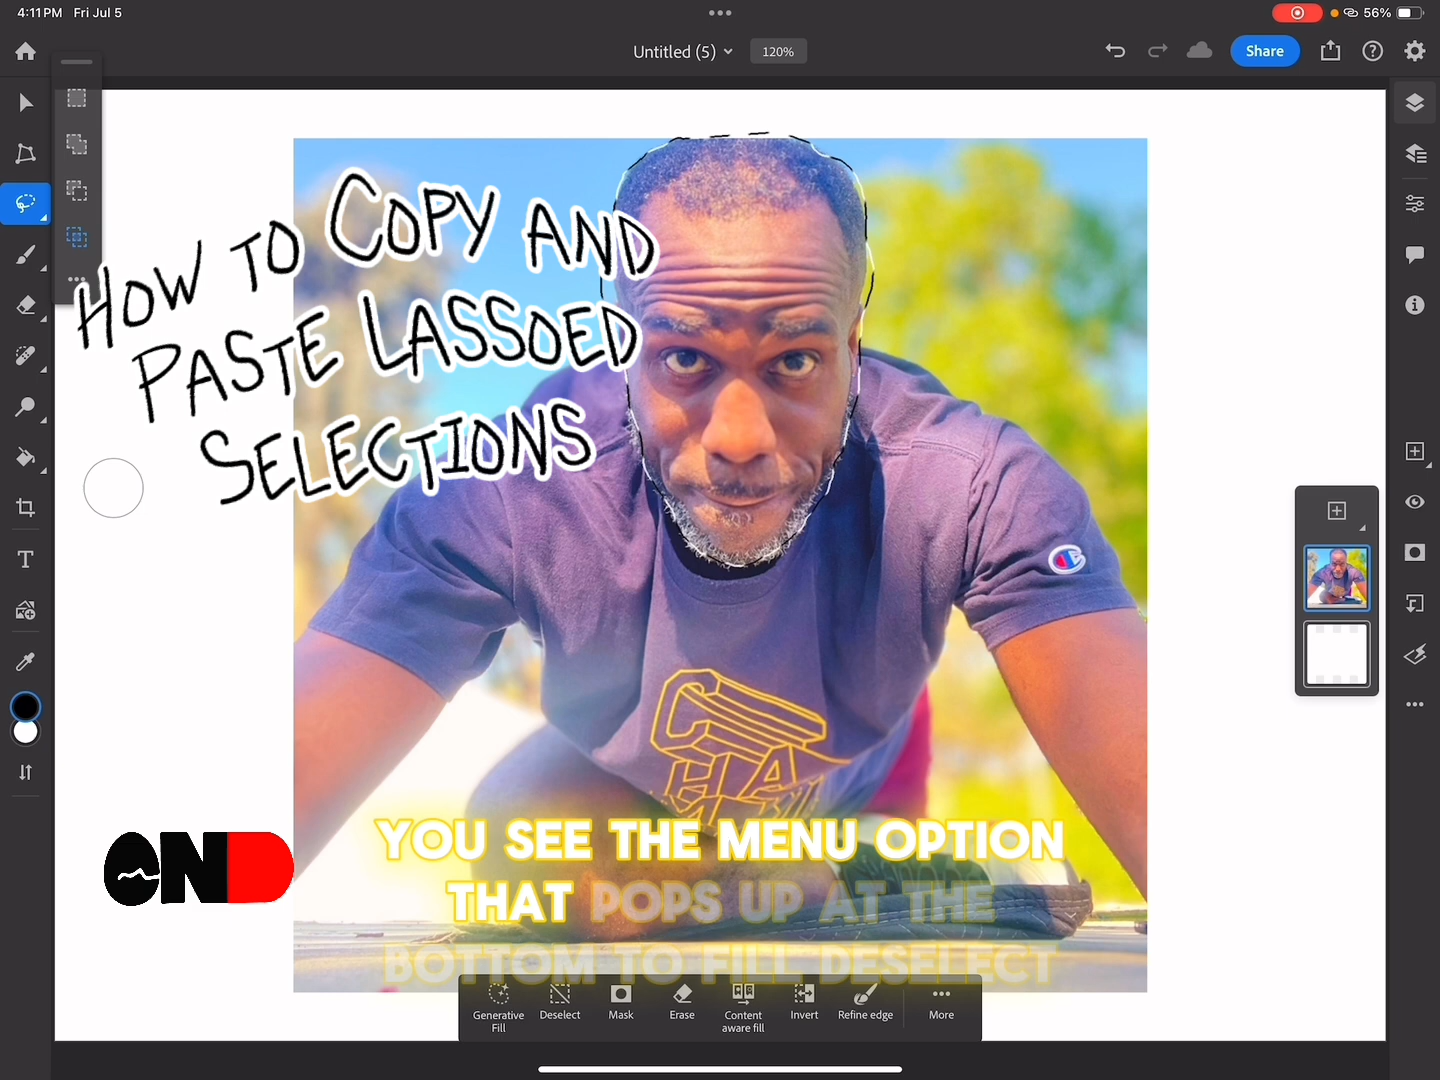 4:11 PM Fri Jul 5
56%
Untitled (5)
120%
Share
HOW TO COPY AND
PASTE LASSOED
SELECTIONS
C
CHA
YOU SEE THE MENU OPTION
THAT POPS UP AT THE
BOTTOM TO FILL DESELECT
OND
T
Generative
Fill
Deselect
Mask
Erase
Content
aware fill
Invert
Refine edge
More